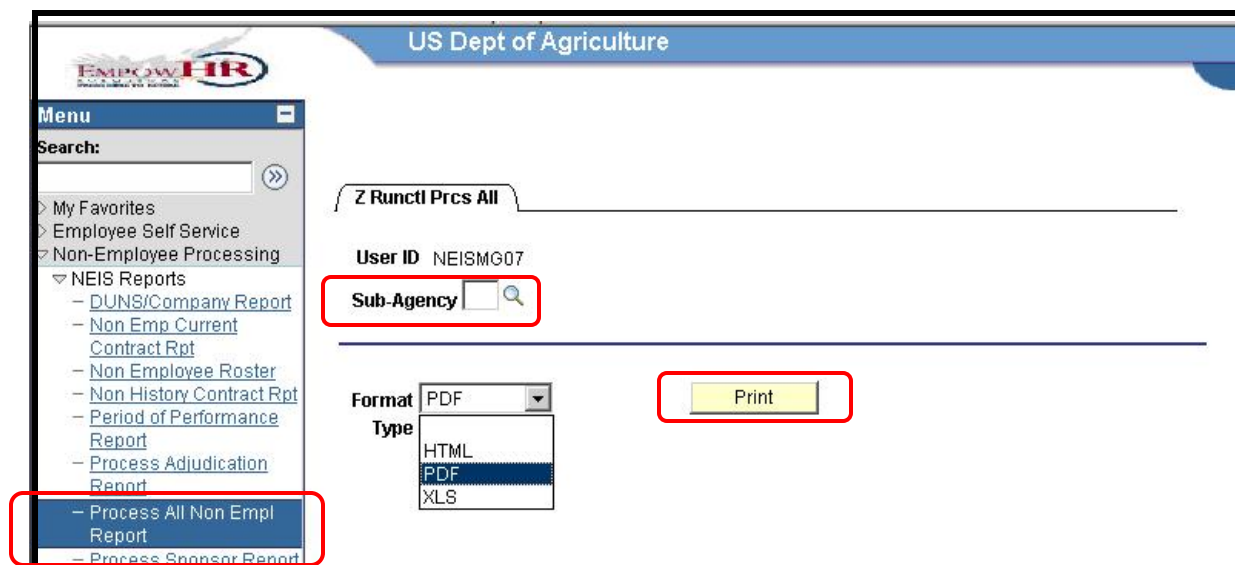 US Dept of Agriculture
EMPOWHR
Menu
Search:
My Favorites
Employee Self Service
Non-Employee Processing
NEIS Reports
– DUNS/Company Report
– Non Emp Current
Contract Rpt
– Non Employee Roster
– Non History Contract Rpt
– Period of Performance
Report
– Process Adjudication
Report
– Process All Non Empl
Report
– Process Sponsor Report
Z Runctl Prcs All
User ID NEISMG07
Sub-Agency
Format PDF
Type
HTML
PDF
XLS
Print